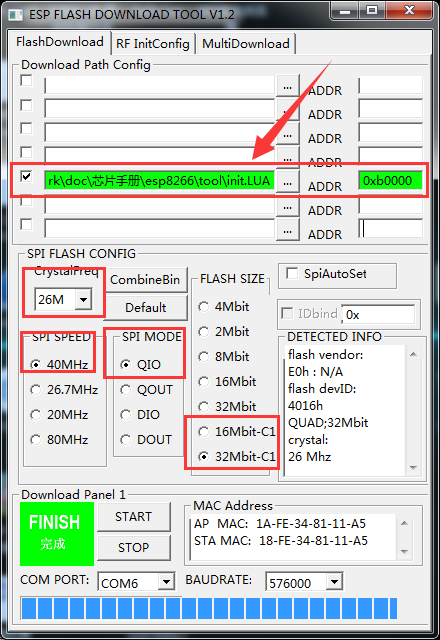 ESP FLASH DOWNLOAD TOOL V1.2
FlashDownload RF InitConfig MultiDownload
Download Path Config
... ADDR
... ADDR
... ADDR
... ADDR
rk\doc\芯片手册\esp8266\tool\init.LUA ... ADDR 0xb0000
... ADDR
... ADDR
SPI FLASH CONFIG
CrystalFreq
26M
CombineBin
Default
SPI SPEED
40MHz
26.7MHz
20MHz
80MHz
SPI MODE
QIO
QOUT
DIO
DOUT
FLASH SIZE
4Mbit
2Mbit
8Mbit
16Mbit
32Mbit
16Mbit-C1
32Mbit-C1
SpiAutoSet
IDbind 0x
DETECTED INFO
flash vendor:
E0h : N/A
flash devID:
4016h
QUAD;32Mbit
crystal:
26 Mhz
Download Panel 1
FINISH
完成
START
STOP
MAC Address
AP MAC: 1A-FE-34-81-11-A5
STA MAC: 18-FE-34-81-11-A5
COM PORT: COM6 BAUDRATE: 576000